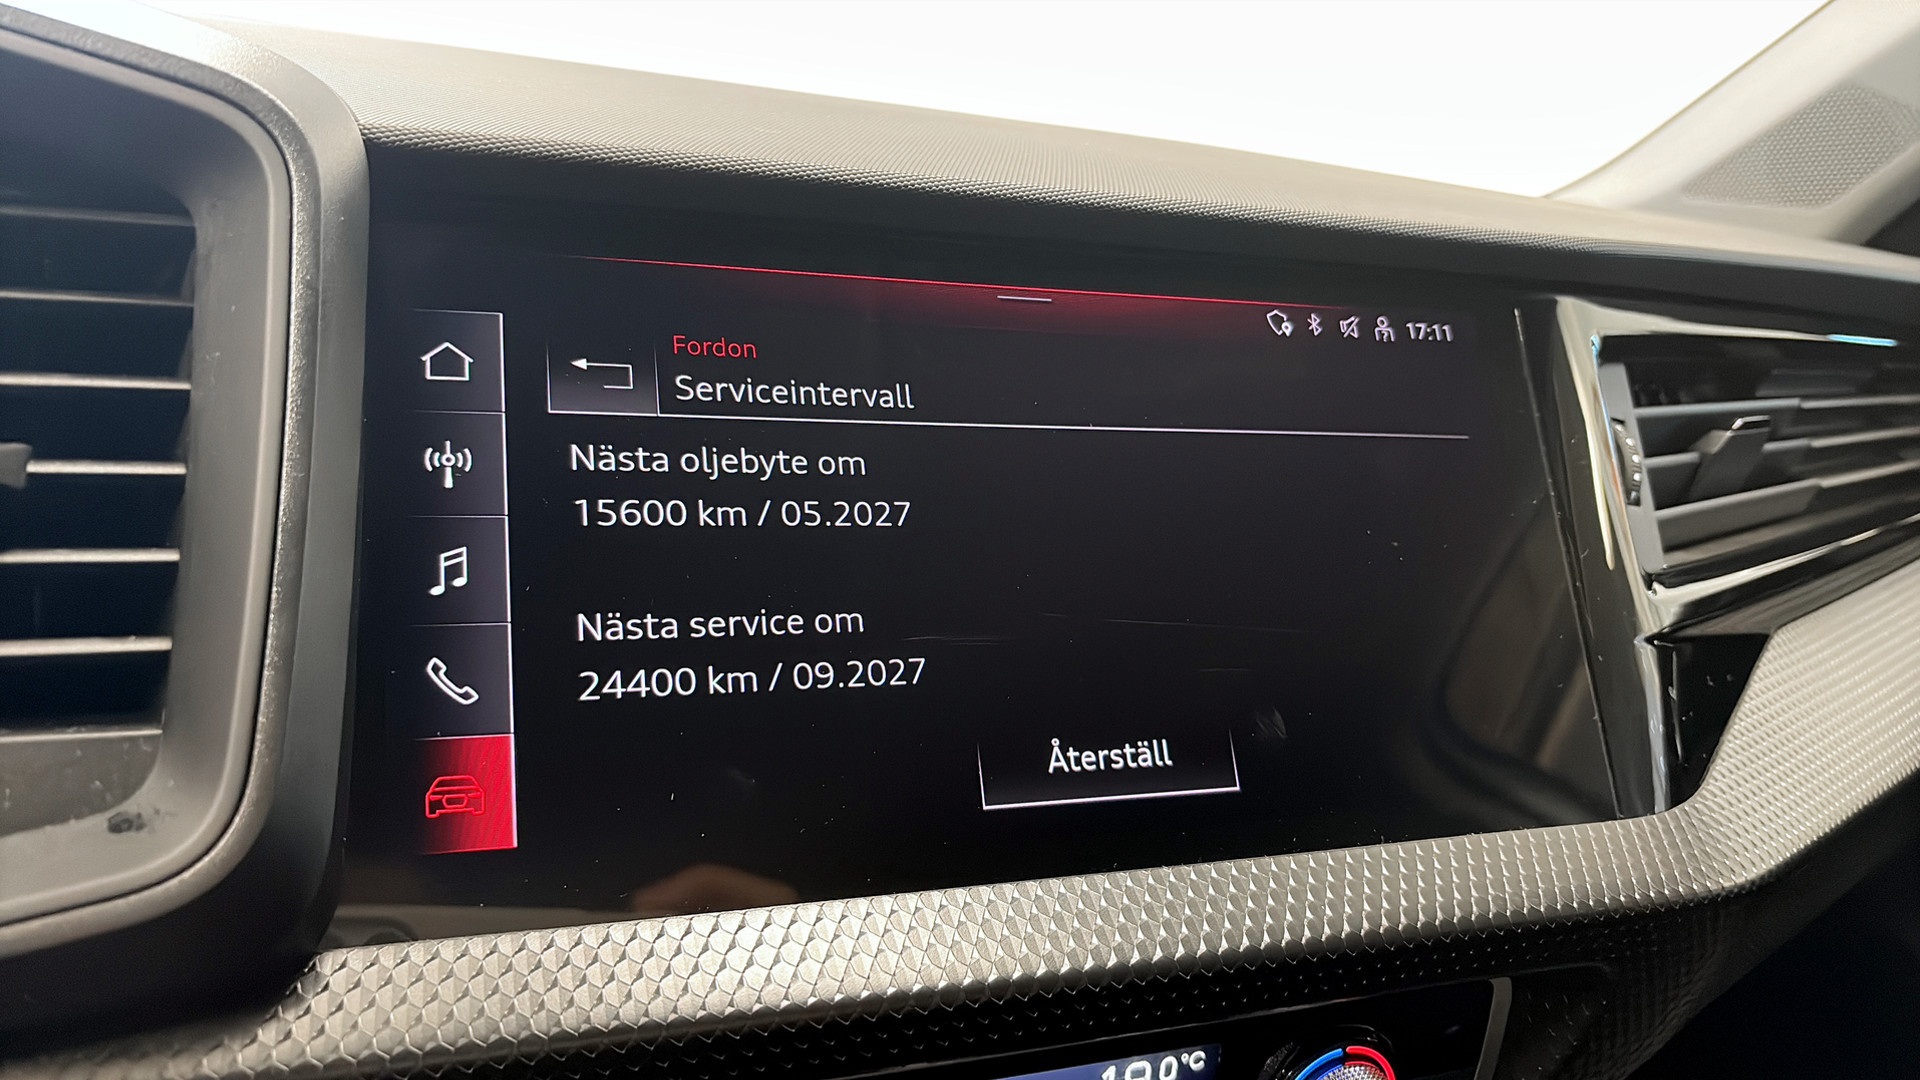 17:11
Fordon
Serviceintervall
Nästa oljebyte om
15600 km / 05.2027
Nästa service om
24400 km / 09.2027
Återställ
°C